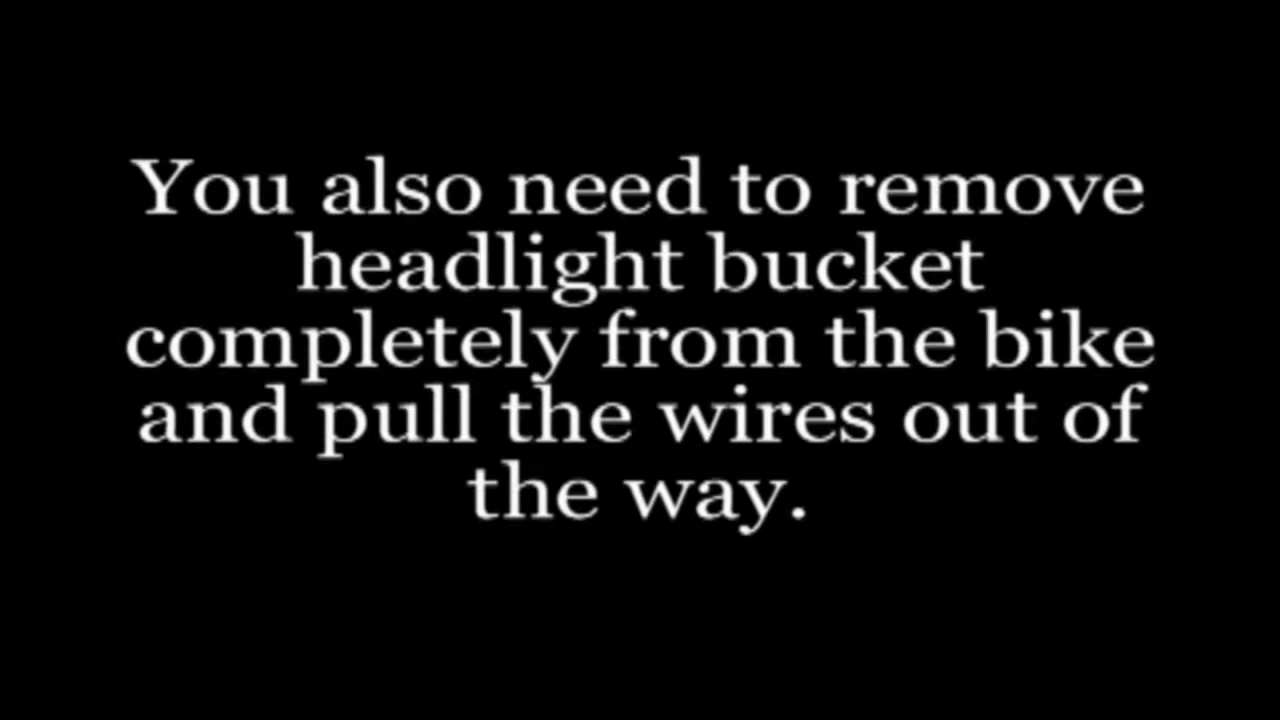 You also need to remove
headlight bucket
completely from the bike
and pull the wires out of
the way.